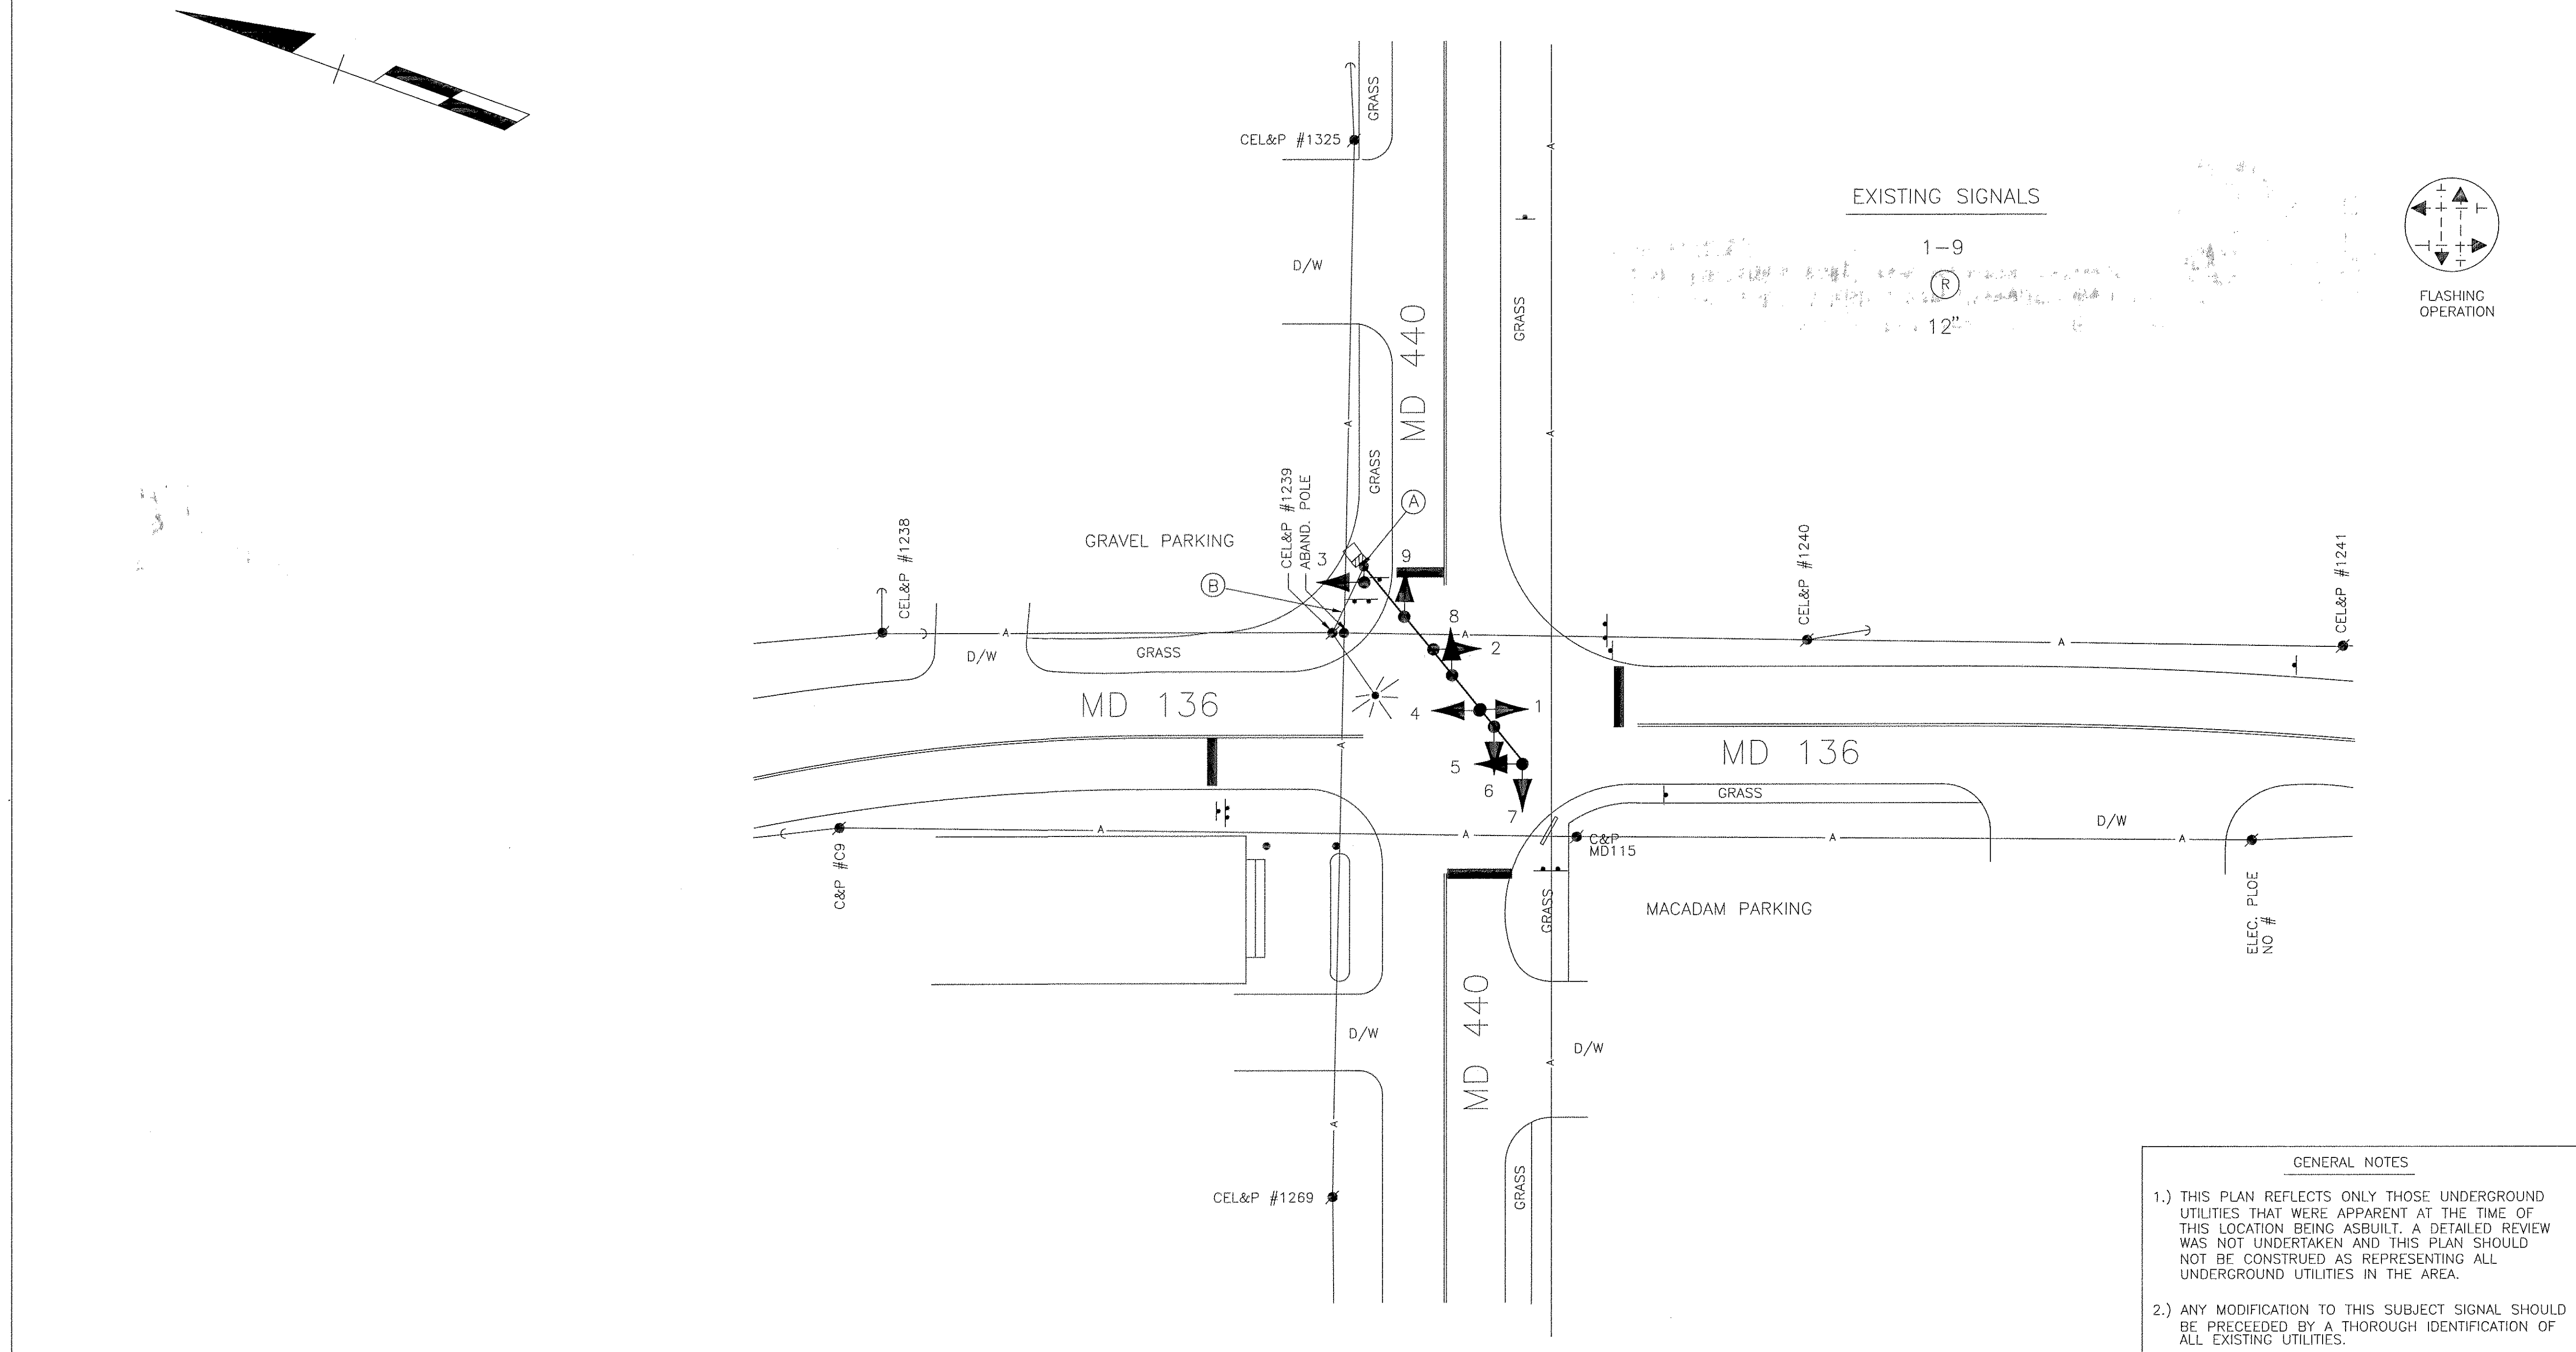 CEL&P #1325
GRASS
EXISTING SIGNALS
1-9
R
12"
FLASHING
OPERATION
D/W
MD 440
GRASS
GRASS
A
CEL&P #1238
GRAVEL PARKING
CEL&P #1239
ABAND. POLE
B
3
9
8
2
4
1
5
6
7
CEL&P #1240
CEL&P #1241
D/W
GRASS
MD 136
MD 136
GRASS
D/W
C&P #C9
C&P
MD115
GRASS
MACADAM PARKING
ELEC. PLOE
NO #
MD 440
D/W
D/W
CEL&P #1269
GRASS
A
A
A
A
A
A
A
A
A
A
A
A
A
GENERAL NOTES
1.) THIS PLAN REFLECTS ONLY THOSE UNDERGROUND
UTILITIES THAT WERE APPARENT AT THE TIME OF
THIS LOCATION BEING ASBUILT. A DETAILED REVIEW
WAS NOT UNDERTAKEN AND THIS PLAN SHOULD
NOT BE CONSTRUED AS REPRESENTING ALL
UNDERGROUND UTILITIES IN THE AREA.
2.) ANY MODIFICATION TO THIS SUBJECT SIGNAL SHOULD
BE PRECEEDED BY A THOROUGH IDENTIFICATION OF
ALL EXISTING UTILITIES.